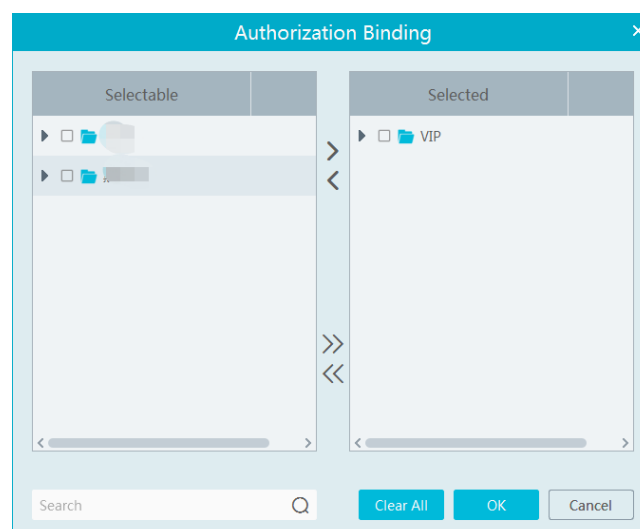 Authorization Binding
Selectable
Selected
VIP
Search
Clear All
OK
Cancel